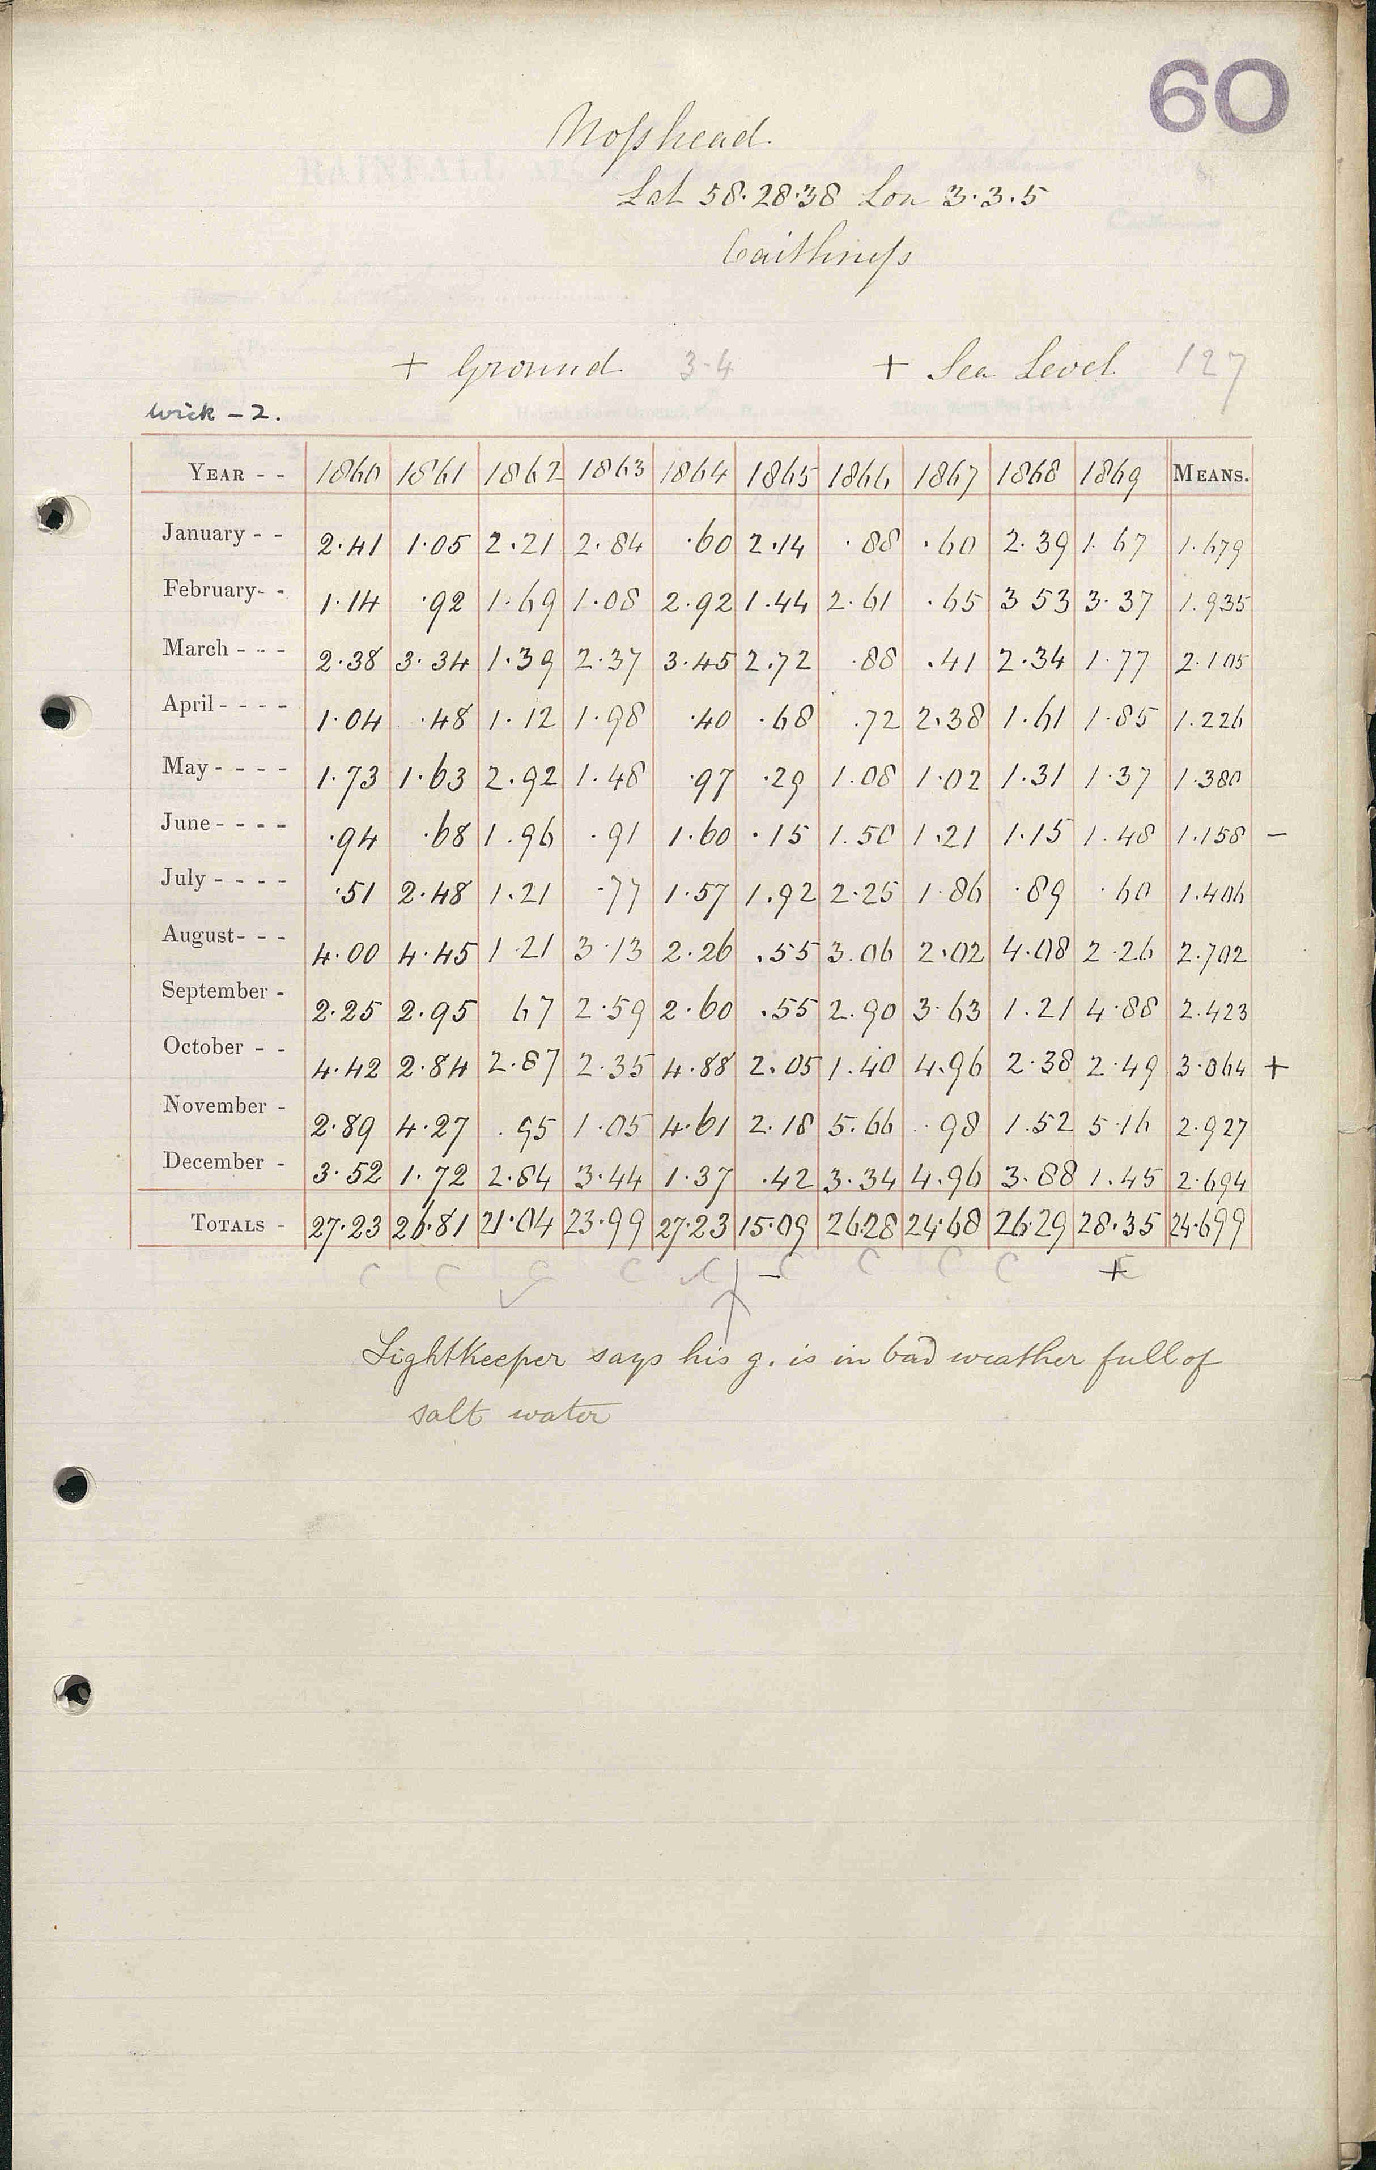 60
Noſshead.
Lat 58·28·38 Lon 3·3·5
Caithneſs
+ Ground 3-4 + Sea Level 127
Wick - 2.
YEAR - - 1860 1861 1862 1863 1864 1865 1866 1867 1868 1869 MEANS.
January - - 2·41 1·05 2·21 2·84 ·60 2·14 ·88 ·60 2·39 1·67 1·679
February- - 1·14 ·92 1·69 1·08 2·92 1·44 2·61 ·65 3 53 3·37 1·935
March - - - 2·38 3·34 1·39 2·37 3·45 2·72 ·88 ·41 2·34 1·77 2·105
April - - - - 1·04 ·48 1·12 1·98 ·40 ·68 ·72 2·38 1·61 1·85 1·226
May - - - - 1·73 1·63 2·92 1·48 ·97 ·29 1·08 1·02 1·31 1·37 1·380
June - - - - ·94 ·68 1·96 ·91 1·60 ·15 1·50 1·21 1·15 1·48 1·158 –
July - - - - ·51 2·48 1·21 ·77 1·57 1·92 2·25 1·86 ·89 ·60 1·406
August- - - 4·00 4·45 1·21 3·13 2·26 ·55 3·06 2·02 4·08 2·26 2·702
September - 2·25 2·95 67 2·59 2·60 ·55 2·90 3·63 1·21 4·88 2·423
October - - 4·42 2·84 2·87 2·35 4·88 2·05 1·40 4·96 2·38 2·49 3·064 +
November - 2·89 4·27 ·95 1·05 4·61 2·18 5·66 ·98 1·52 5·16 2·927
December - 3·52 1·72 2·84 3·44 1·37 ·42 3·34 4·96 3·88 1·45 2·694
TOTALS - 27·23 26·81 21·04 23·99 27·23 15·09 26·28 24·68 26·29 28·35 24·699
C C C C C – C C C C + C
Lightkeeper says his g. is in bad weather full of
salt water